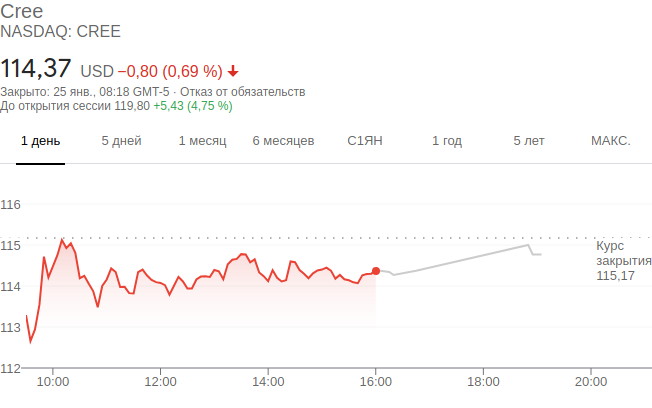 Cree
NASDAQ: CREE
114,37 USD −0,80 (0,69 %)
Закрыто: 25 янв., 08:18 GMT-5 · Отказ от обязательств
До открытия сессии 119,80 +5,43 (4,75 %)
1 день 5 дней 1 месяц 6 месяцев С1ЯН 1 год 5 лет МАКС.
116
115
114
113
112
Курс
закрытия
115,17
10:00 12:00 14:00 16:00 18:00 20:00